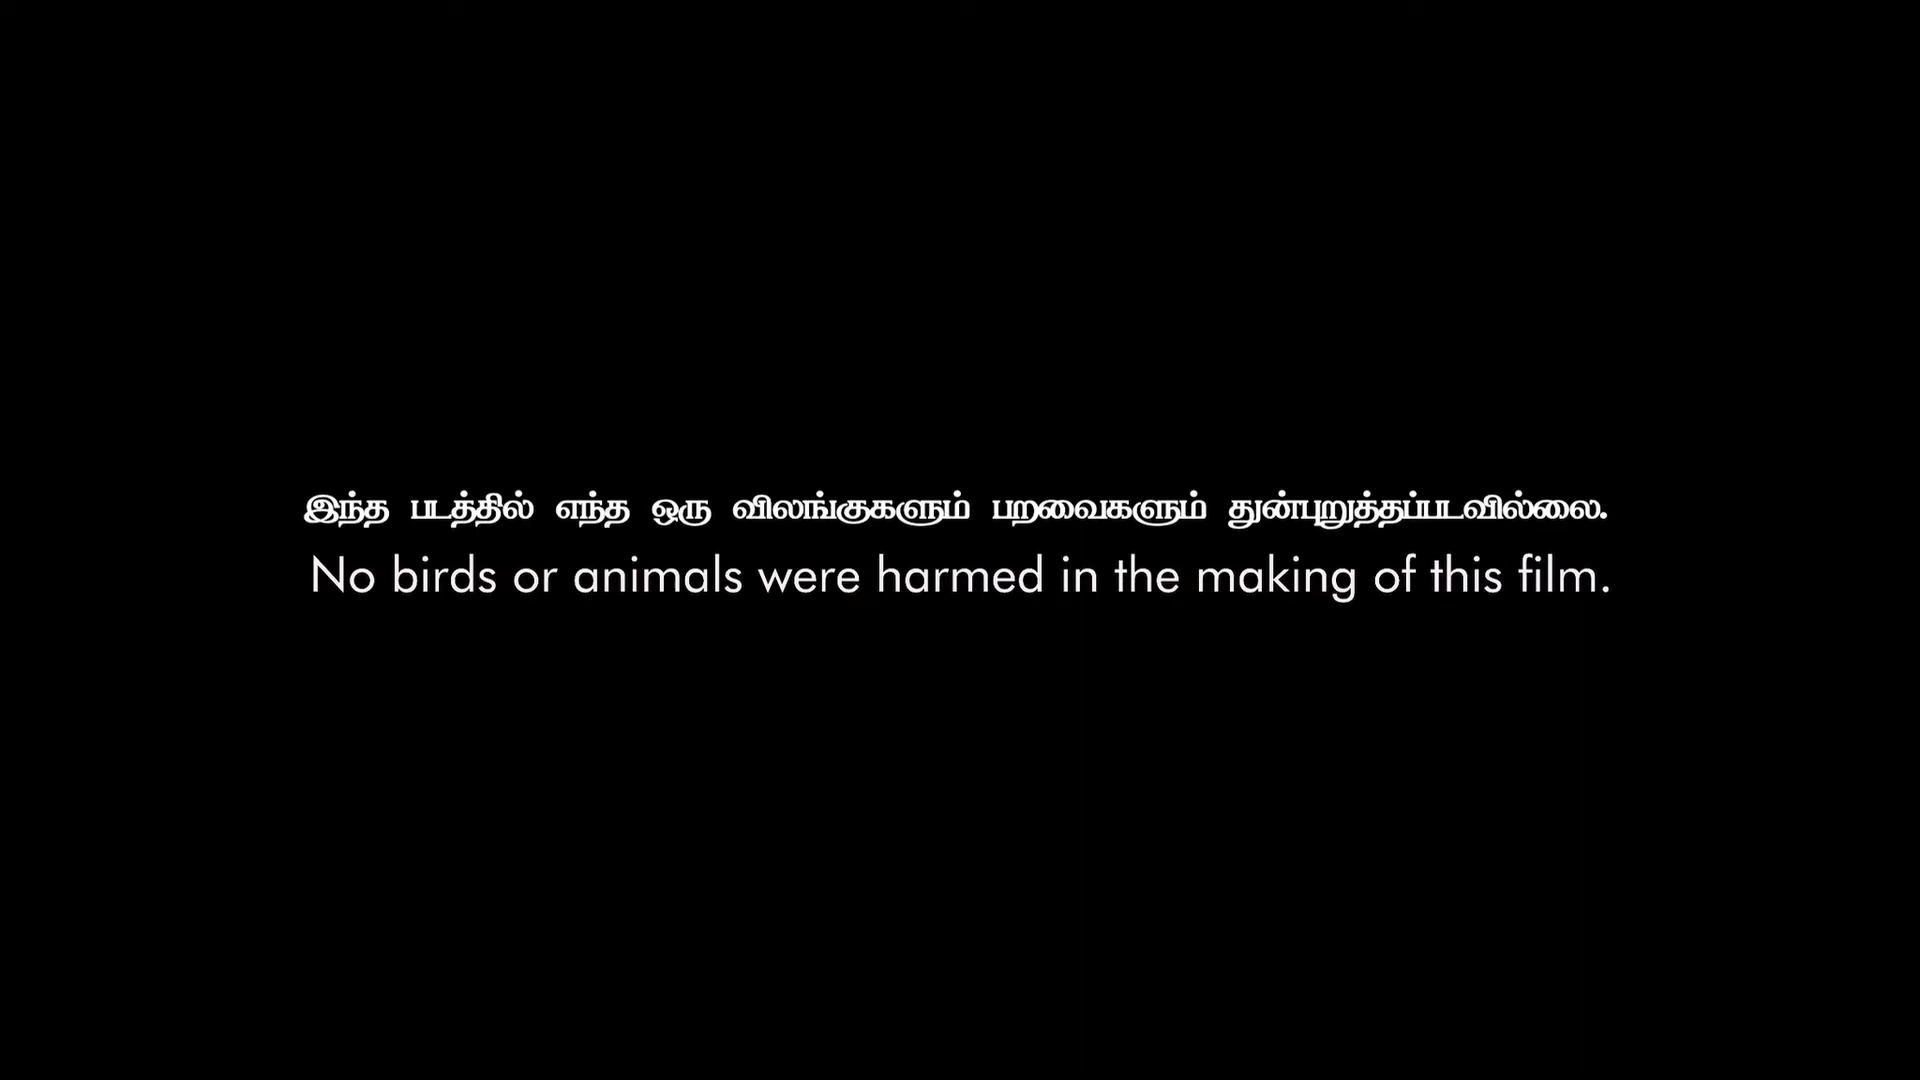 இந்த படத்தில் எந்த ஒரு விலங்குகளும் பறவைகளும் துன்புறுத்தப்படவில்லை.
No birds or animals were harmed in the making of this film.